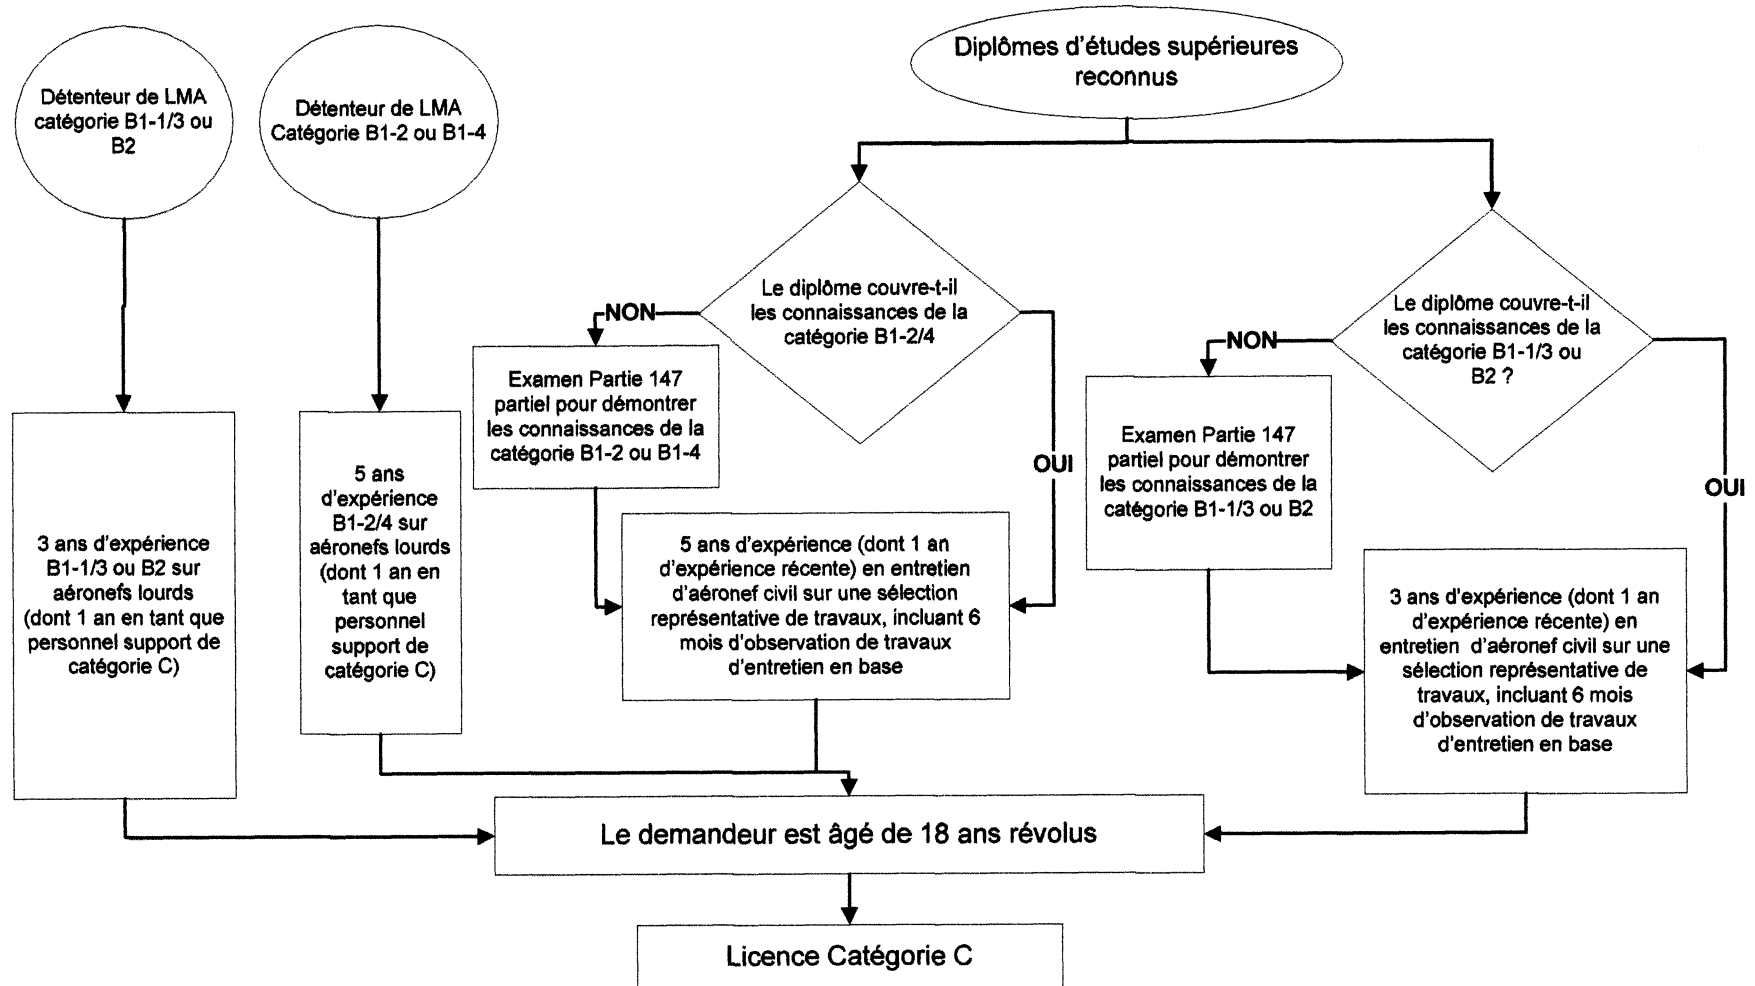 Détenteur de LMA
catégorie B1-1/3 ou
B2
Détenteur de LMA
Catégorie B1-2 ou B1-4
Diplômes d'études supérieures
reconnus
Le diplôme couvre-t-il
les connaissances de la
catégorie B1-2/4
NON
OUI
Le diplôme couvre-t-il
les connaissances de la
catégorie B1-1/3 ou
B2 ?
NON
OUI
Examen Partie 147
partiel pour démontrer
les connaissances de la
catégorie B1-2 ou B1-4
Examen Partie 147
partiel pour démontrer
les connaissances de la
catégorie B1-1/3 ou B2
3 ans d'expérience
B1-1/3 ou B2 sur
aéronefs lourds
(dont 1 an en tant que
personnel support de
catégorie C)
5 ans
d'expérience
B1-2/4 sur
aéronefs lourds
(dont 1 an en
tant que
personnel
support de
catégorie C)
5 ans d'expérience (dont 1 an
d'expérience récente) en entretien
d'aéronef civil sur une sélection
représentative de travaux, incluant 6
mois d'observation de travaux
d'entretien en base
3 ans d'expérience (dont 1 an
d'expérience récente) en
entretien d'aéronef civil sur une
sélection représentative de
travaux, incluant 6 mois
d'observation de travaux
d'entretien en base
Le demandeur est âgé de 18 ans révolus
Licence Catégorie C